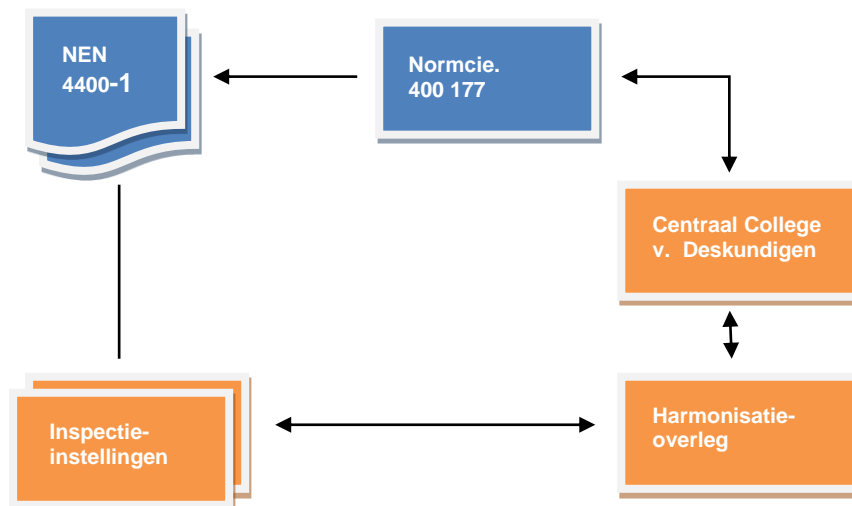 NEN
4400-1
Normcie.
400 177
Centraal College
v. Deskundigen
Inspectie-
instellingen
Harmonisatie-
overleg